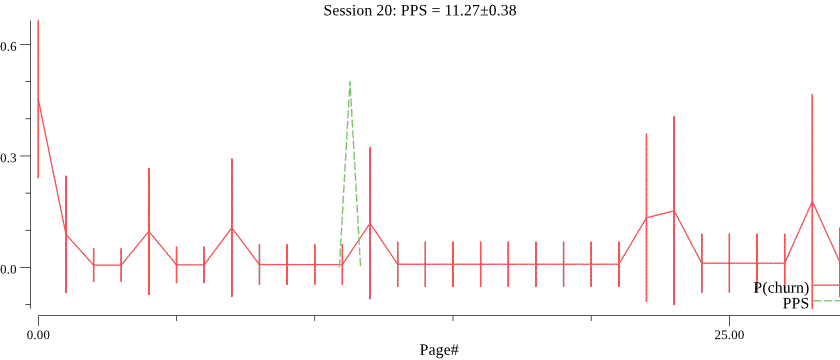 Session 20: PPS = 11.27±0.38
0.6
0.3
0.0
P(churn)
PPS
0.00
25.00
Page#